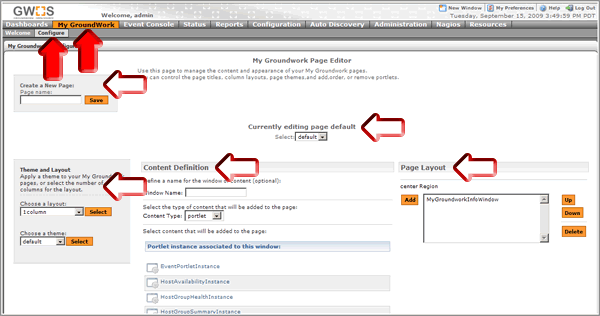 GWOS
Welcome, admin
New Window | My Preferences | Help | Log Out
Tuesday, September 15, 2009 3:49:59 PM PDT
Dashboards My GroundWork Event Console Status Reports Configuration Auto Discovery Administration Nagios Resources
Welcome Configure
My Groundwork
My Groundwork Page Editor
Use this page to manage the content and appearance of your My Groundwork pages.
can control the page titles, column layouts, page themes,and add,order, or remove portlets.
Create a New Page:
Page name:
Save
Currently editing page default
Select: default
Theme and Layout
Apply a theme to your My Gro
pages, or select the number of
columns for the layout.
Choose a layout:
1column Select
Choose a theme:
default Select
Content Definition
efine a name for the window of content (optional):
Window Name:
Select the type of content that will be added to the page:
Content Type: portlet
Select content that will be added to the page:
Portlet instance associated to this window:
EventPortletInstance
HostAvailabilityInstance
HostGroupHealthInstance
HostGroupSummaryInstance
Page Layout
center Region
Add
MyGroundworkInfoWindow
Up
Down
Delete